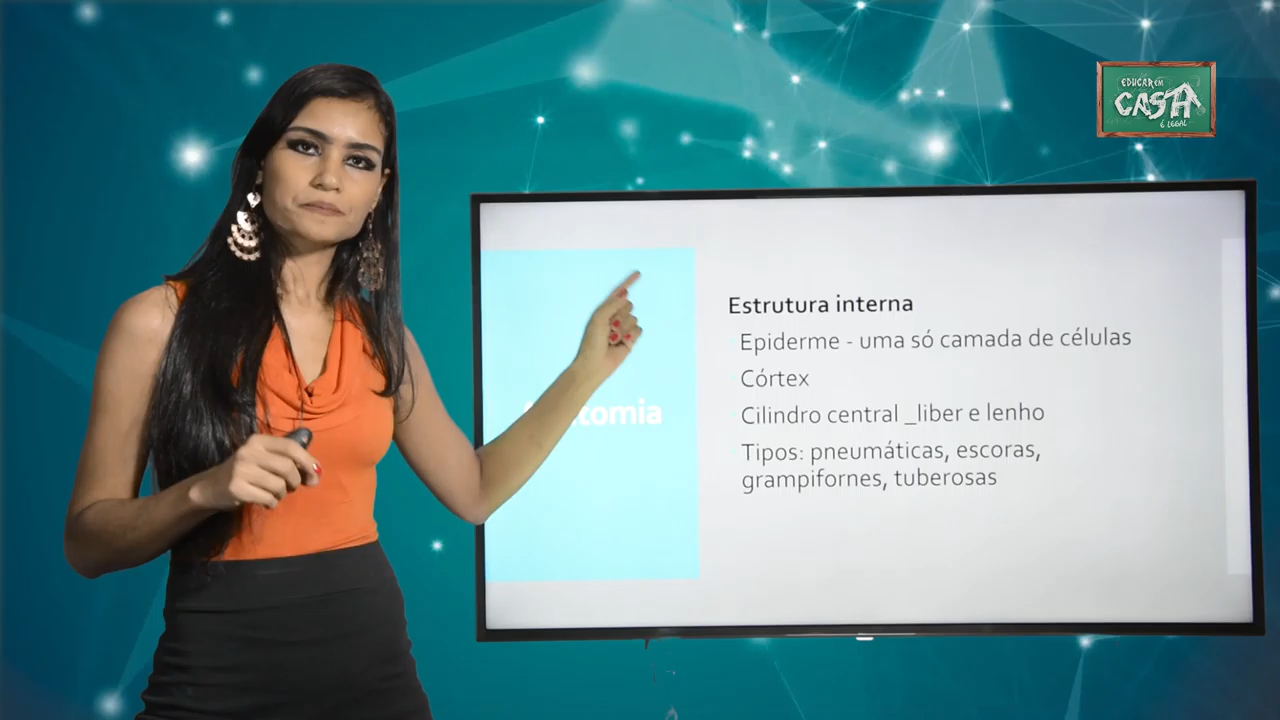 EDUCAR EM
CASA
É LEGAL
Estrutura interna
Epiderme - uma só camada de células
Córtex
Cilindro central _liber e lenho
Tipos: pneumáticas, escoras,
grampifornes, tuberosas